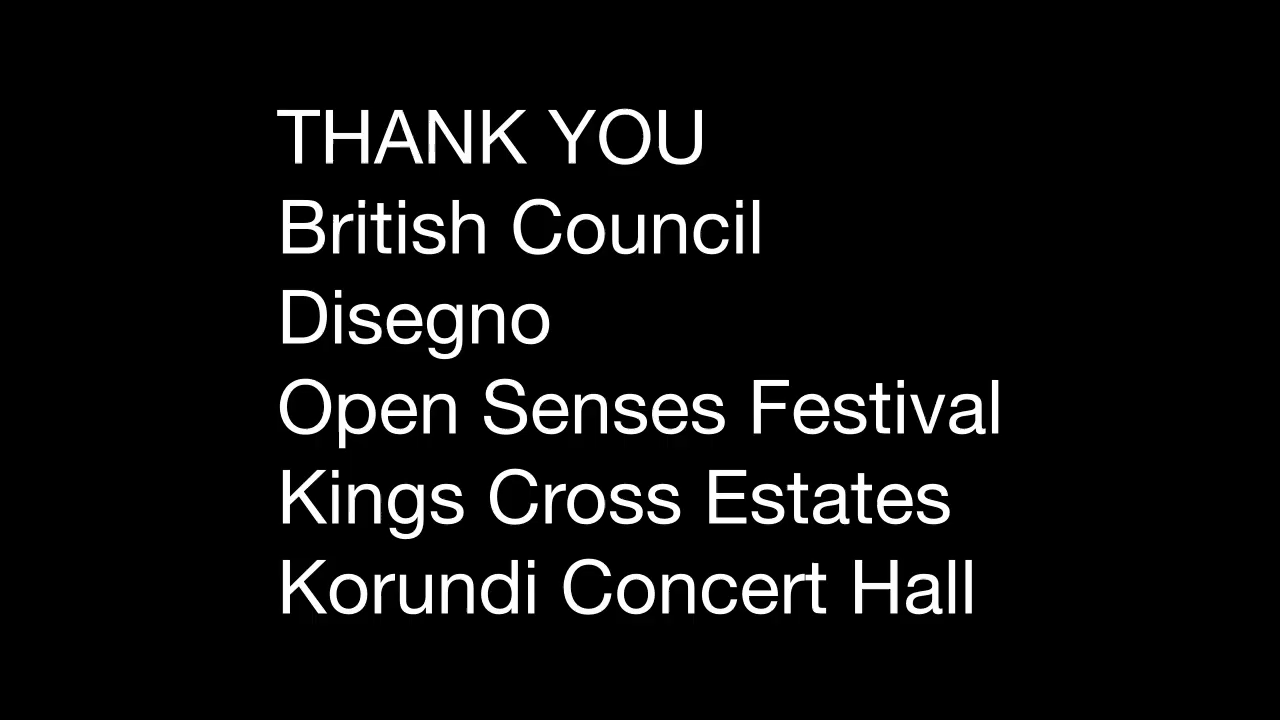 THANK YOU
British Council
Disegno
Open Senses Festival
Kings Cross Estates
Korundi Concert Hall